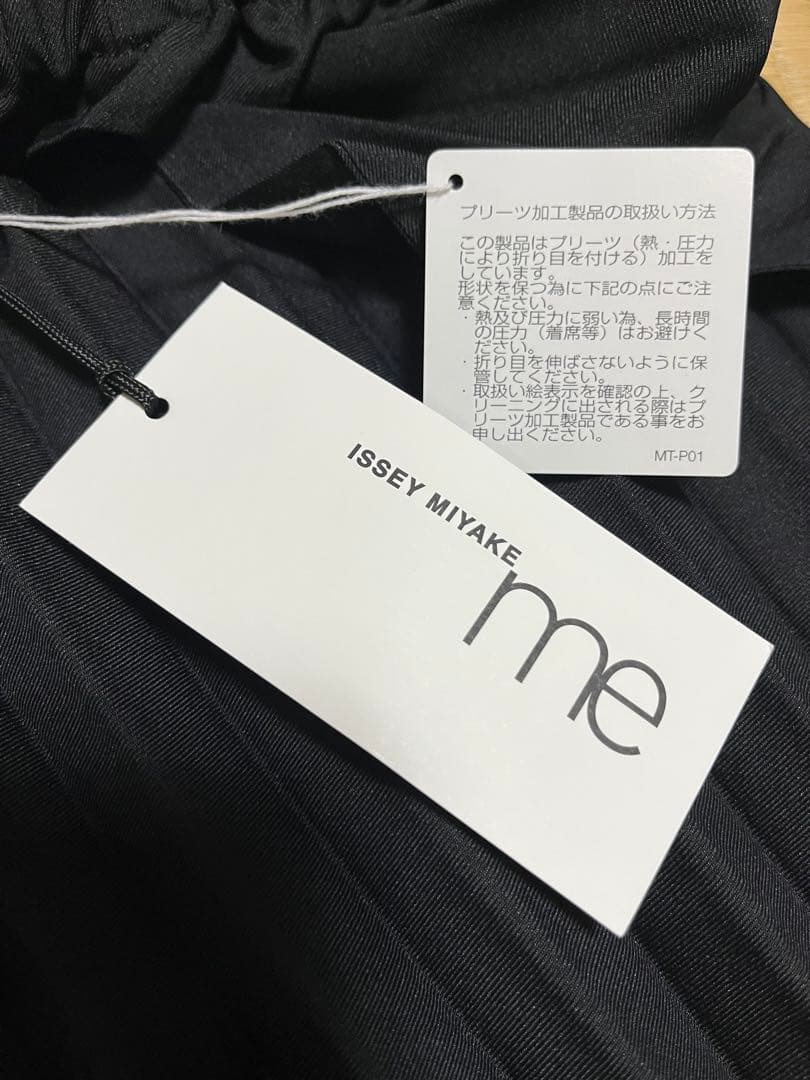 プリーツ加工製品の取扱い方法
この製品はプリーツ（熱・圧力
により折り目を付ける）加工を
しています。
形状を保つ為に下記の点にご注
意ください。
・熱及び圧力に弱い為、長時間
の圧力（着席等）はお避けく
ださい。
・折り目を伸ばさないように保
管してください。
・取扱い絵表示を確認の上、ク
リーニングに出される際はプ
リーツ加工製品である事をお
申し出ください。
MT-P01
ISSEY MIYAKE
me